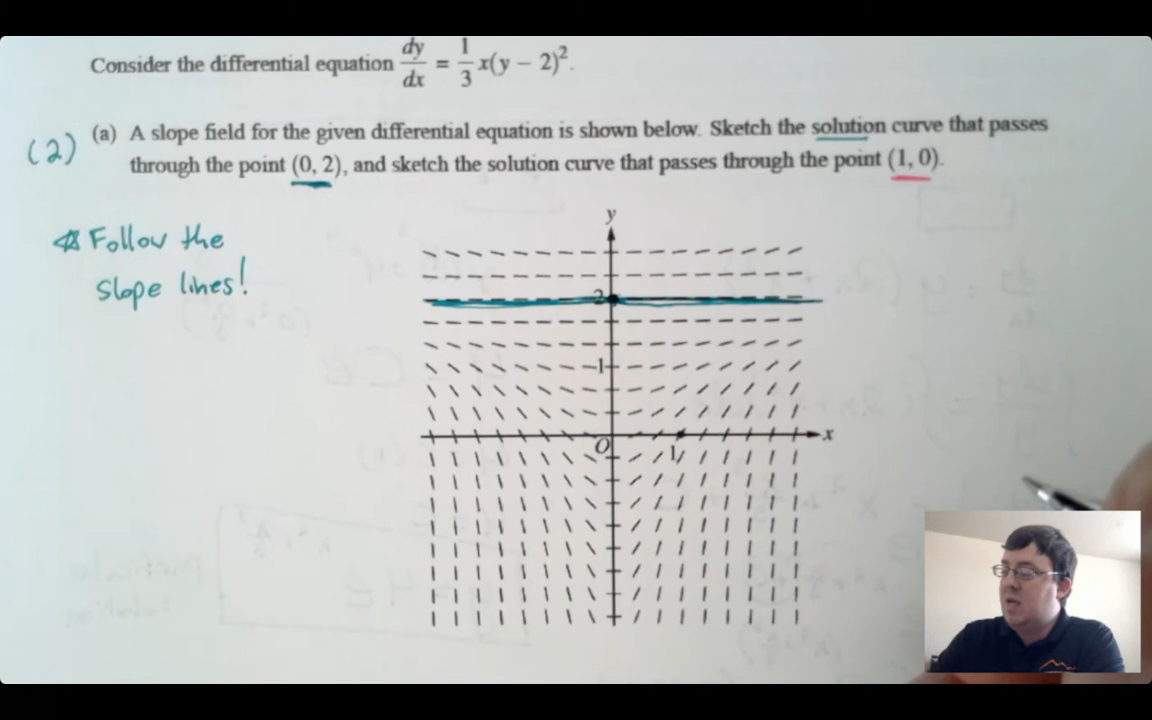 Consider the differential equation dy/dx = 1/3 x(y − 2)².
(2) (a) A slope field for the given differential equation is shown below. Sketch the solution curve that passes
through the point (0, 2), and sketch the solution curve that passes through the point (1, 0).
Follow the
slope lines!
y
2
1
O
1
x